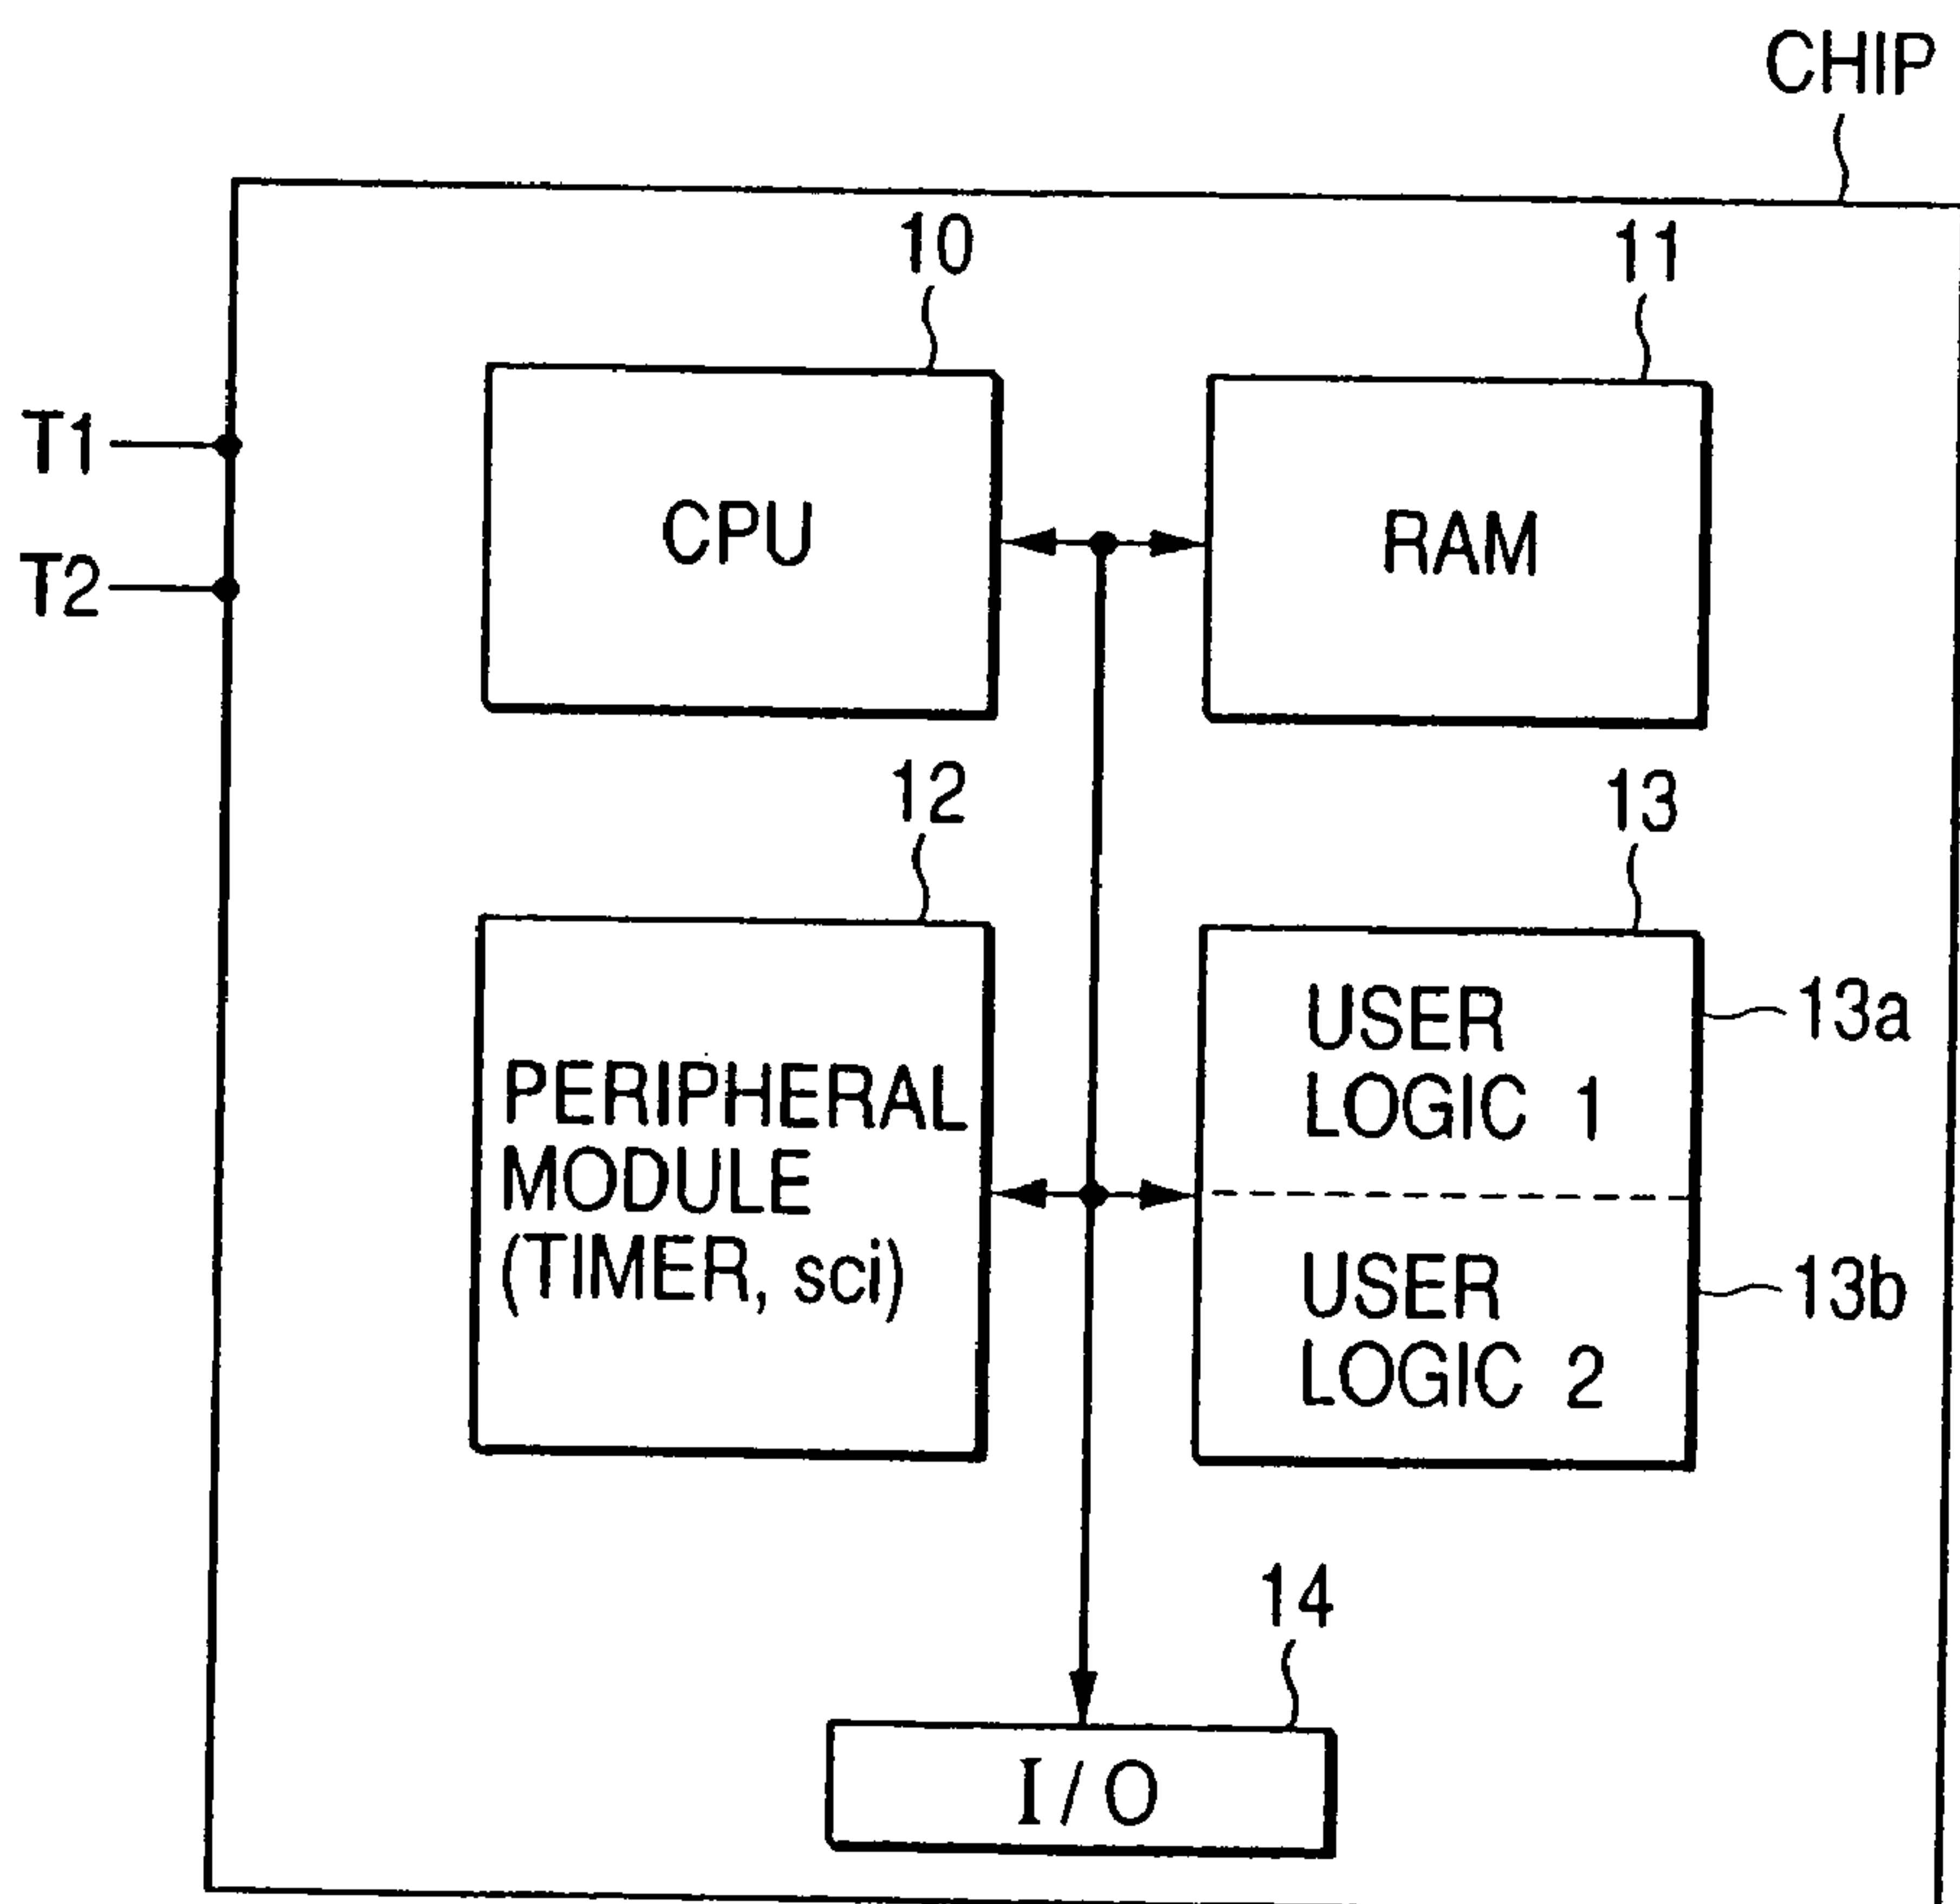 CHIP
10
11
T1
CPU
RAM
T2
12
13
USER
LOGIC 1
13a
PERIPHERAL
MODULE
(TIMER, sci)
USER
LOGIC 2
13b
14
I/O